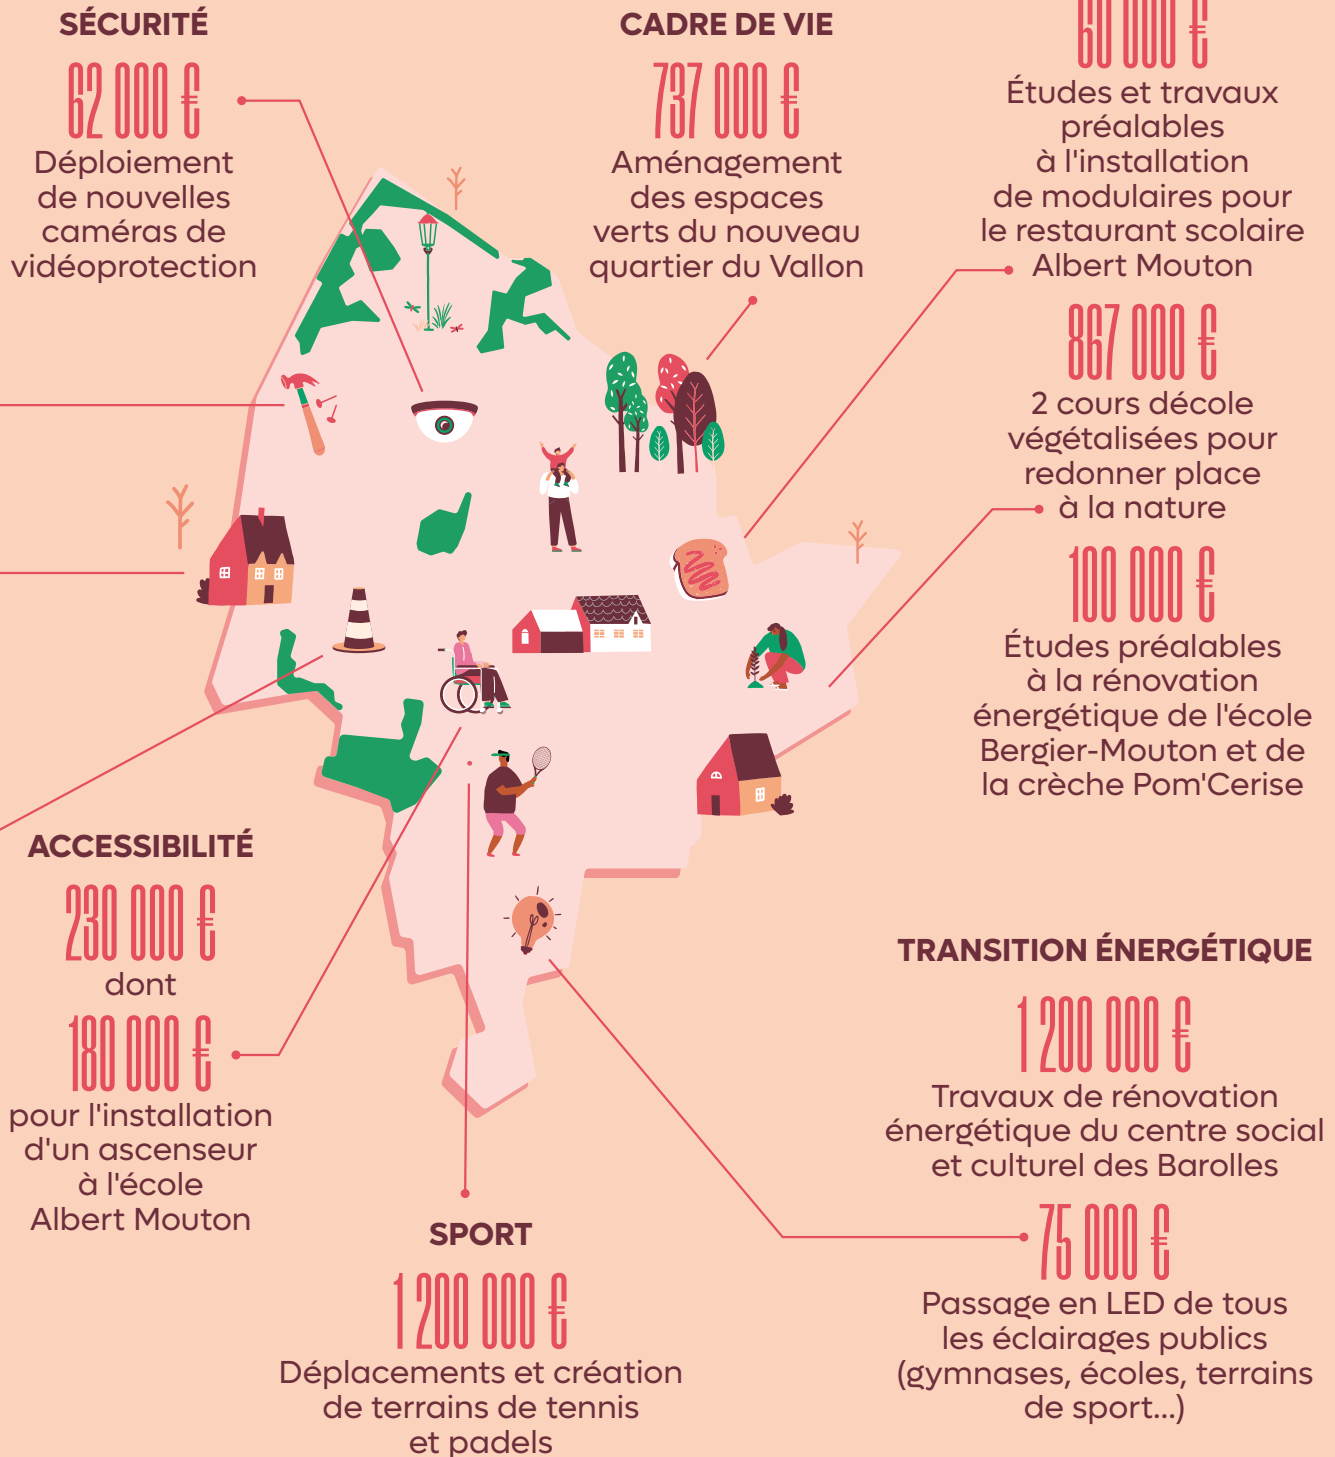 SÉCURITÉ
62 000 €
Déploiement
de nouvelles
caméras de
vidéoprotection
CADRE DE VIE
737 000 €
Aménagement
des espaces
verts du nouveau
quartier du Vallon
60 000 €
Études et travaux
préalables
à l'installation
de modulaires pour
le restaurant scolaire
Albert Mouton
867 000 €
2 cours décole
végétalisées pour
redonner place
à la nature
100 000 €
Études préalables
à la rénovation
énergétique de l'école
Bergier-Mouton et de
la crèche Pom'Cerise
ACCESSIBILITÉ
230 000 €
dont
180 000 €
pour l'installation
d'un ascenseur
à l'école
Albert Mouton
SPORT
1 200 000 €
Déplacements et création
de terrains de tennis
et padels
TRANSITION ÉNERGÉTIQUE
1 200 000 €
Travaux de rénovation
énergétique du centre social
et culturel des Barolles
75 000 €
Passage en LED de tous
les éclairages publics
(gymnases, écoles, terrains
de sport...)